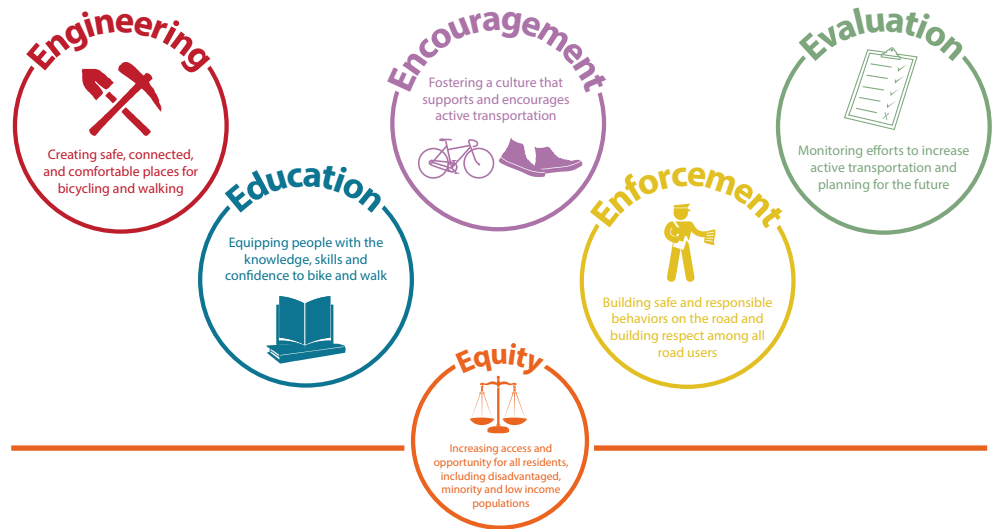 Engineering
Creating safe, connected,
and comfortable places for
bicycling and walking
Education
Equipping people with the
knowledge, skills and
confidence to bike and walk
Encouragement
Fostering a culture that
supports and encourages
active transportation
Enforcement
Building safe and responsible
behaviors on the road and
building respect among all
road users
Evaluation
Monitoring efforts to increase
active transportation and
planning for the future
Equity
Increasing access and
opportunity for all residents,
including disadvantaged,
minority and low income
populations